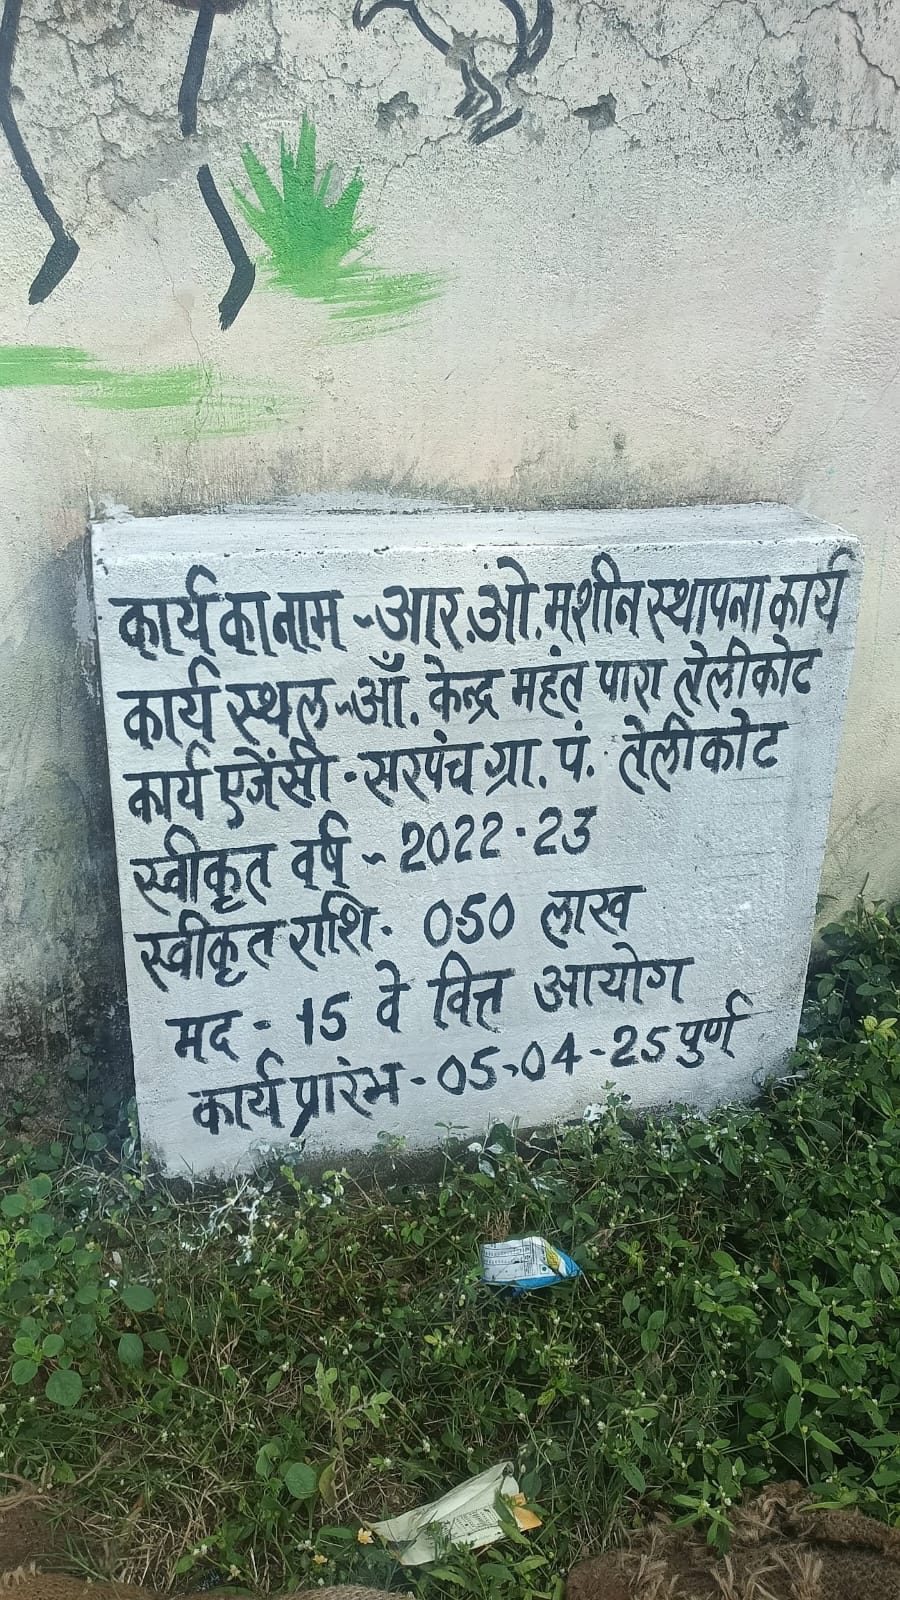 कार्य का नाम - आर.ओ. मशीन स्थापना कार्य
कार्य स्थल - आँ. केन्द्र महंत पारा तेलीकोट
कार्य एजेंसी - सरपंच ग्रा. पं. तेलीकोट
स्वीकृत वर्ष - 2022-23
स्वीकृत राशि - 050 लाख
मद - 15 वे वित्त आयोग
कार्य प्रारंभ - 05-04-25 पुर्ण